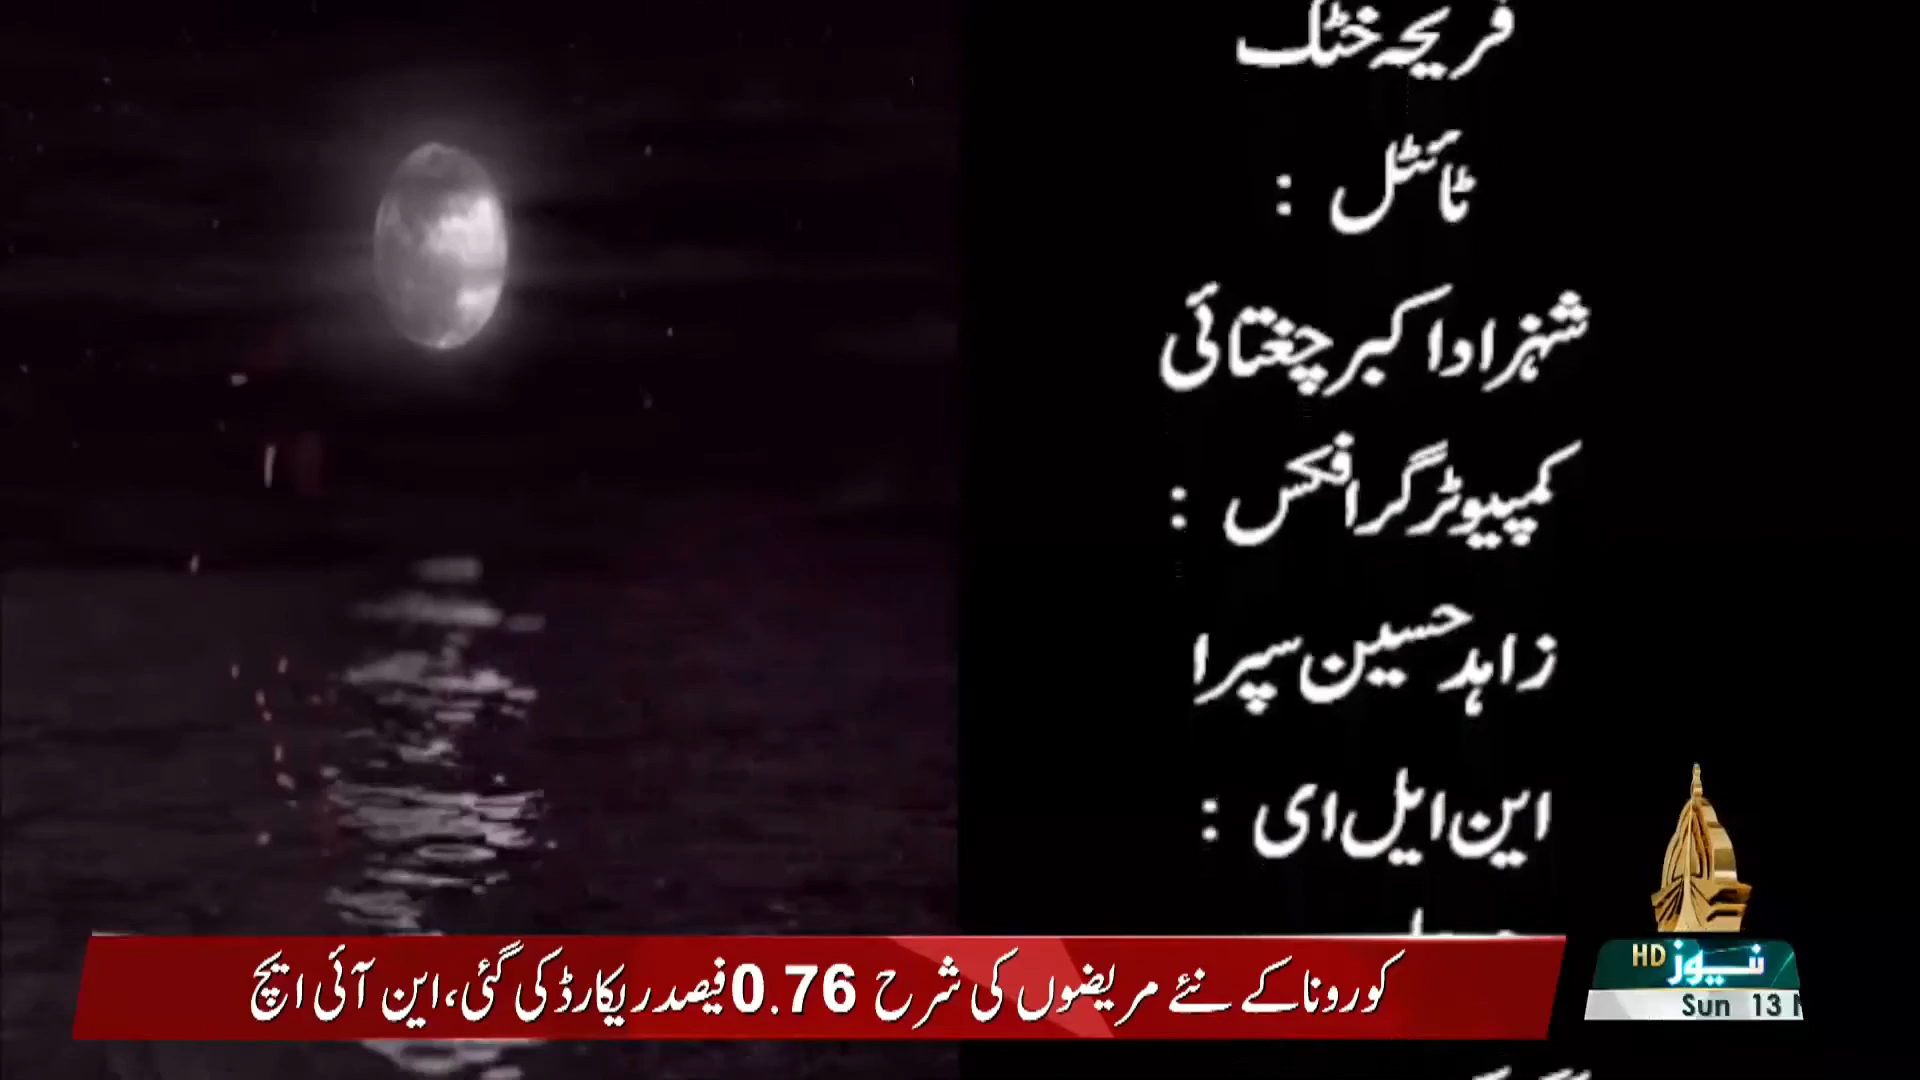 فریحہ خٹک
ٹائٹل :
شہزاد اکبر چغتائی
کمپیوٹر گرافکس :
زاہد حسین سپرا
این ایل ای :
کورونا کے نئے مریضوں کی شرح 0.76 فیصد ریکارڈ کی گئی، این آئی ایچ
HD نیوز
Sun 13